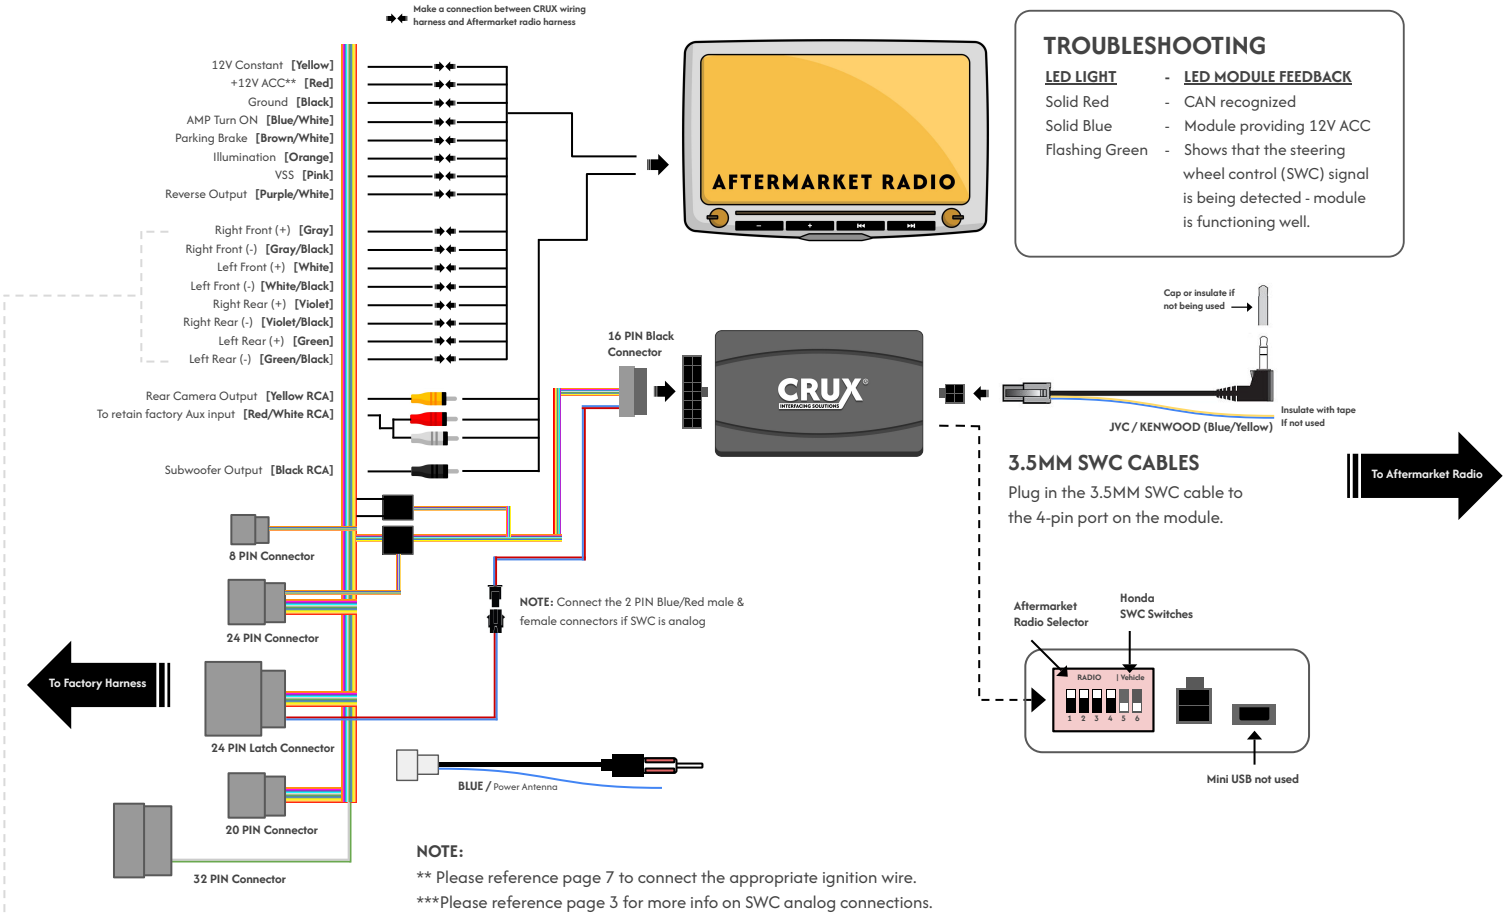 Make a connection between CRUX wiring
harness and Aftermarket radio harness
12V Constant [Yellow]
+12V ACC** [Red]
Ground [Black]
AMP Turn ON [Blue/White]
Parking Brake [Brown/White]
Illumination [Orange]
VSS [Pink]
Reverse Output [Purple/White]
Right Front (+) [Gray]
Right Front (-) [Gray/Black]
Left Front (+) [White]
Left Front (-) [White/Black]
Right Rear (+) [Violet]
Right Rear (-) [Violet/Black]
Left Rear (+) [Green]
Left Rear (-) [Green/Black]
Rear Camera Output [Yellow RCA]
To retain factory Aux input [Red/White RCA]
Subwoofer Output [Black RCA]
AFTERMARKET RADIO
TROUBLESHOOTING
LED LIGHT - LED MODULE FEEDBACK
Solid Red - CAN recognized
Solid Blue - Module providing 12V ACC
Flashing Green - Shows that the steering
wheel control (SWC) signal
is being detected - module
is functioning well.
16 PIN Black
Connector
CRUX®
INTERFACING SOLUTIONS
Cap or insulate if
not being used
Insulate with tape
If not used
JVC / KENWOOD (Blue/Yellow)
3.5MM SWC CABLES
Plug in the 3.5MM SWC cable to
the 4-pin port on the module.
To Aftermarket Radio
8 PIN Connector
24 PIN Connector
To Factory Harness
24 PIN Latch Connector
20 PIN Connector
32 PIN Connector
NOTE: Connect the 2 PIN Blue/Red male &
female connectors if SWC is analog
BLUE / Power Antenna
Aftermarket
Radio Selector
Honda
SWC Switches
RADIO | Vehicle
1 2 3 4 5 6
Mini USB not used
NOTE:
** Please reference page 7 to connect the appropriate ignition wire.
***Please reference page 3 for more info on SWC analog connections.